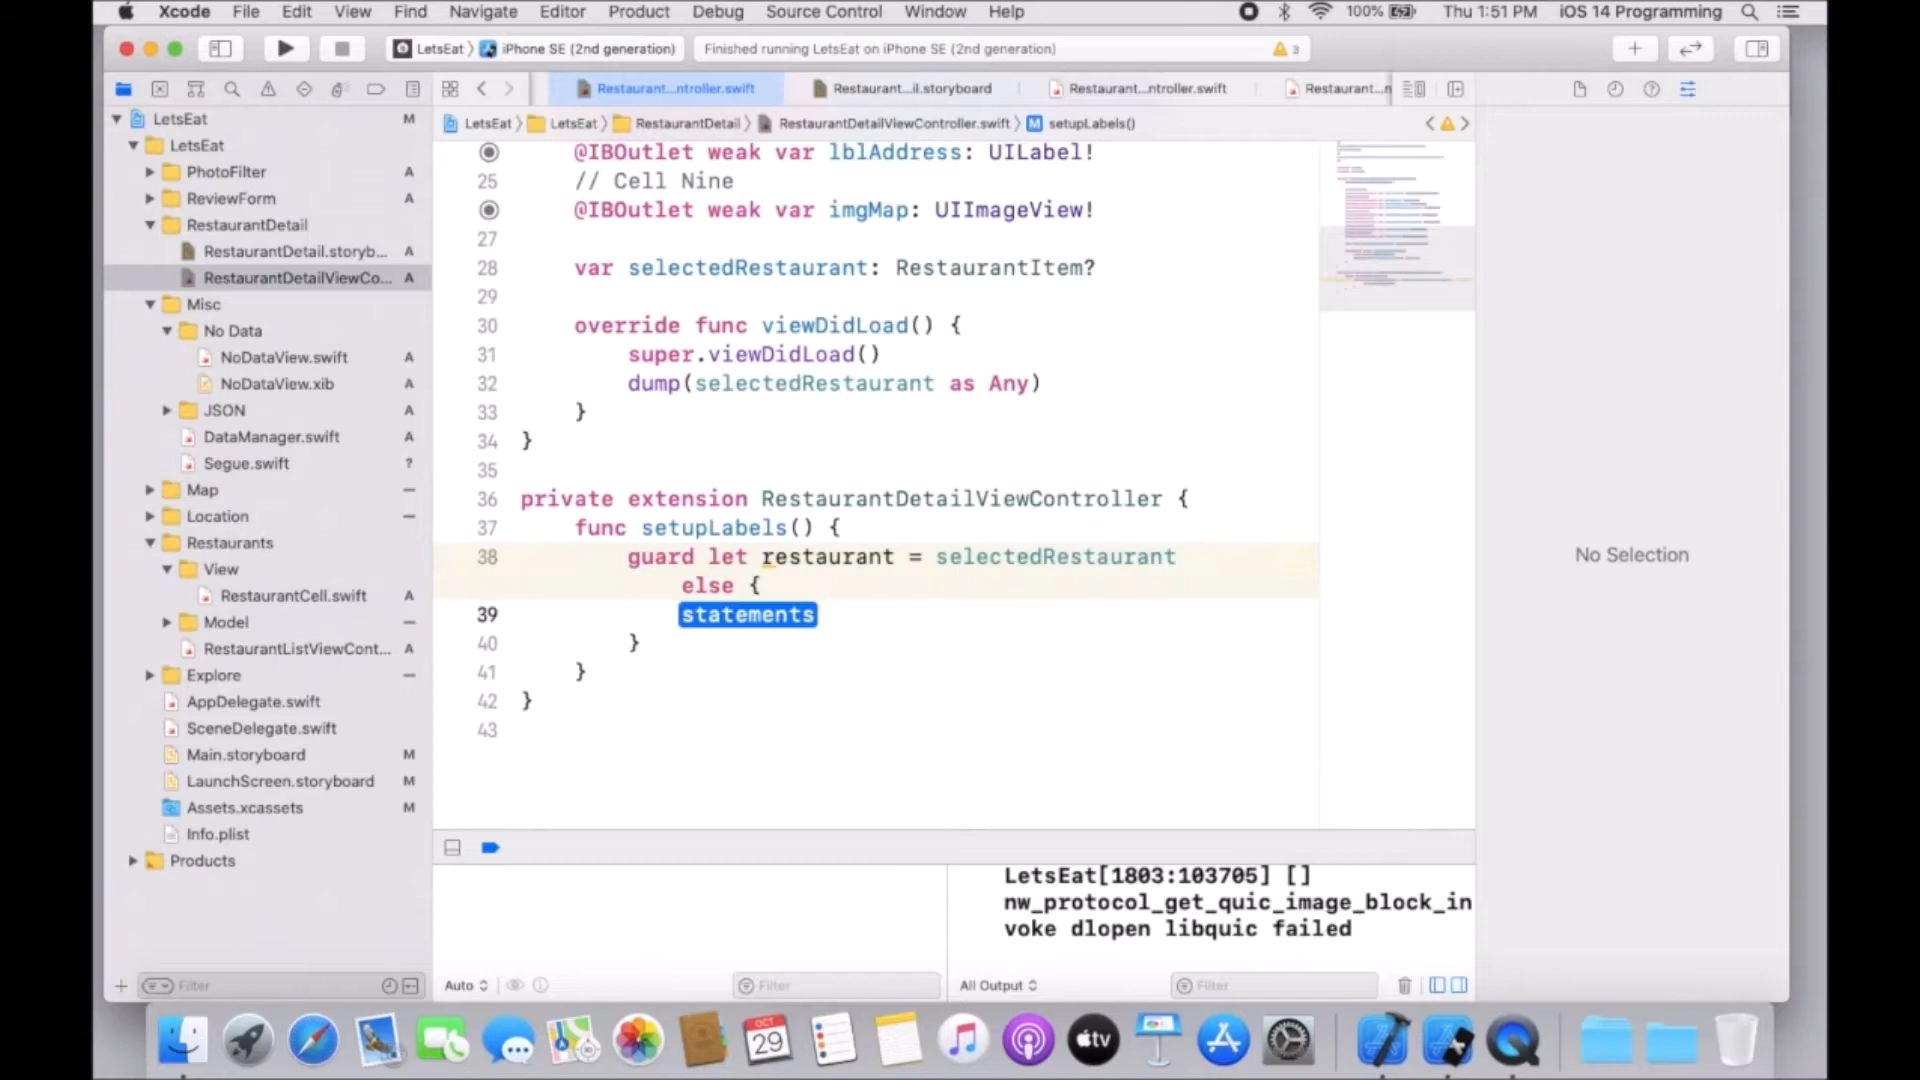 Xcode File Edit View Find Navigate Editor Product Debug Source Control Window Help 100% Thu 1:51 PM iOS 14 Programming
LetsEat iPhone SE (2nd generation) Finished running LetsEat on iPhone SE (2nd generation) 3
Restaurant...ntroller.swift Restaurant...il.storyboard Restaurant...ntroller.swift Restaurant...n
LetsEat LetsEat RestaurantDetail RestaurantDetailViewController.swift M setupLabels()
LetsEat M
LetsEat
PhotoFilter A
ReviewForm A
RestaurantDetail
RestaurantDetail.storyb... A
RestaurantDetailViewCo... A
Misc
No Data
NoDataView.swift A
NoDataView.xib A
JSON A
DataManager.swift A
Segue.swift ?
Map
Location
Restaurants
View
RestaurantCell.swift A
Model
RestaurantListViewCont... A
Explore
AppDelegate.swift
SceneDelegate.swift
Main.storyboard M
LaunchScreen.storyboard M
Assets.xcassets M
Info.plist
Products
Filter
@IBOutlet weak var lblAddress: UILabel!
25 // Cell Nine
@IBOutlet weak var imgMap: UIImageView!
27
28 var selectedRestaurant: RestaurantItem?
29
30 override func viewDidLoad() {
31 super.viewDidLoad()
32 dump(selectedRestaurant as Any)
33 }
34 }
35
36 private extension RestaurantDetailViewController {
37 func setupLabels() {
38 guard let restaurant = selectedRestaurant
else {
39 statements
40 }
41 }
42 }
43
No Selection
LetsEat[1803:103705] []
nw_protocol_get_quic_image_block_in
voke dlopen libquic failed
Auto Filter All Output Filter
OCT
29
tv